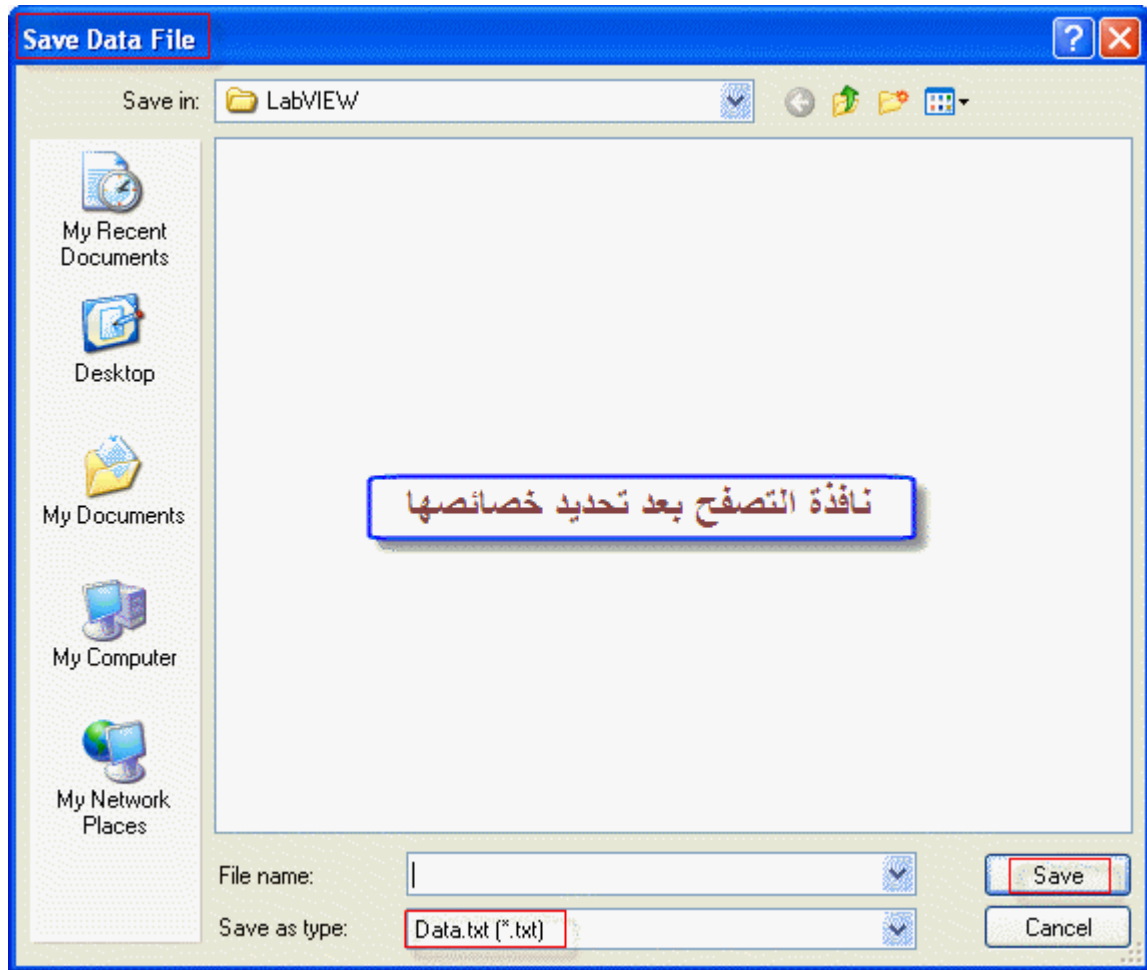 Save Data File
Save in:
LabVIEW
My Recent
Documents
Desktop
My Documents
My Computer
My Network
Places
نافذة التصفح بعد تحديد خصائصها
File name:
Save
Save as type:
Data.txt (*.txt)
Cancel